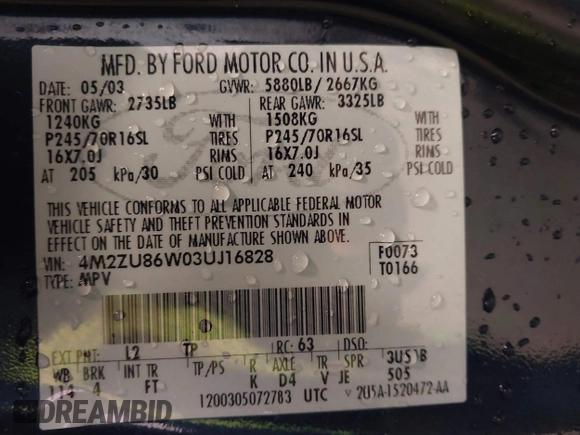 MFD. BY FORD MOTOR CO. IN U.S.A.
DATE: 05/03 GVWR: 5880LB/ 2667KG
FRONT GAWR: 2735LB REAR GAWR: 3325LB
1240KG WITH 1508KG WITH
P245/70R16SL TIRES P245/70R16SL TIRES
16X7.0J RIMS 16X7.0J RIMS
AT 205 kPa/30 PSI COLD AT 240 kPa/35 PSI COLD
THIS VEHICLE CONFORMS TO ALL APPLICABLE FEDERAL MOTOR
VEHICLE SAFETY AND THEFT PREVENTION STANDARDS IN
EFFECT ON THE DATE OF MANUFACTURE SHOWN ABOVE.
VIN: 4M2ZU86W03UJ16828 F0073
TYPE: MPV T0166
EXT PNT: L2 TP RC: 63 DSO:
WB BRK INT TR TP/PS R AXLE TR SPR
114 4 FT K D4 V JE 505
1200305072783 UTC 2U5A-1520472-AA
DREAMBID